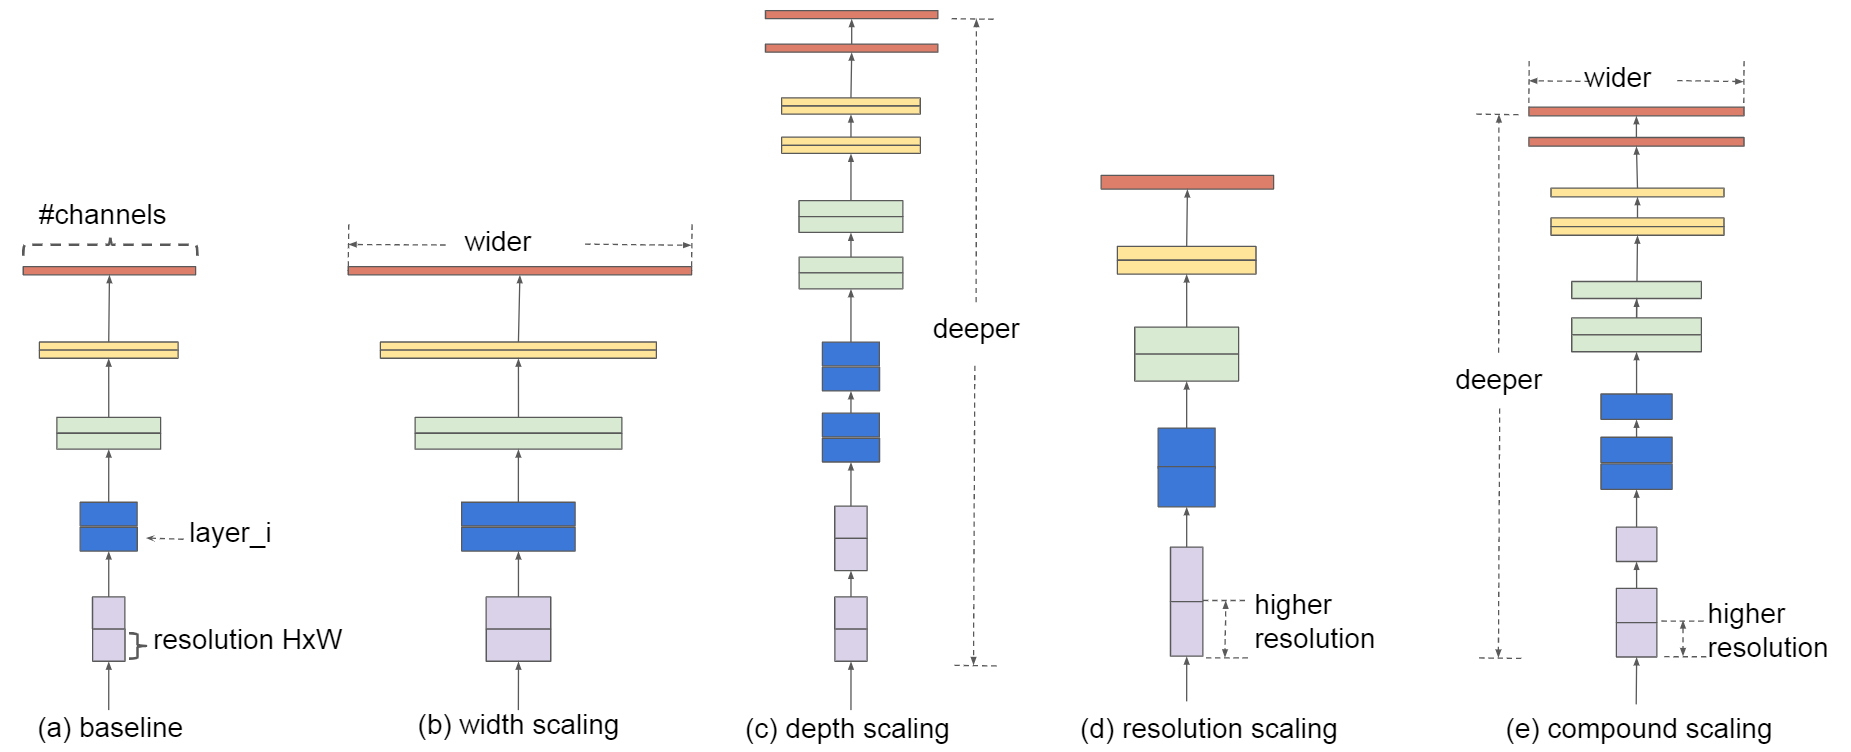 #channels
layer_i
resolution HxW
(a) baseline
wider
(b) width scaling
deeper
(c) depth scaling
higher
resolution
(d) resolution scaling
wider
deeper
higher
resolution
(e) compound scaling